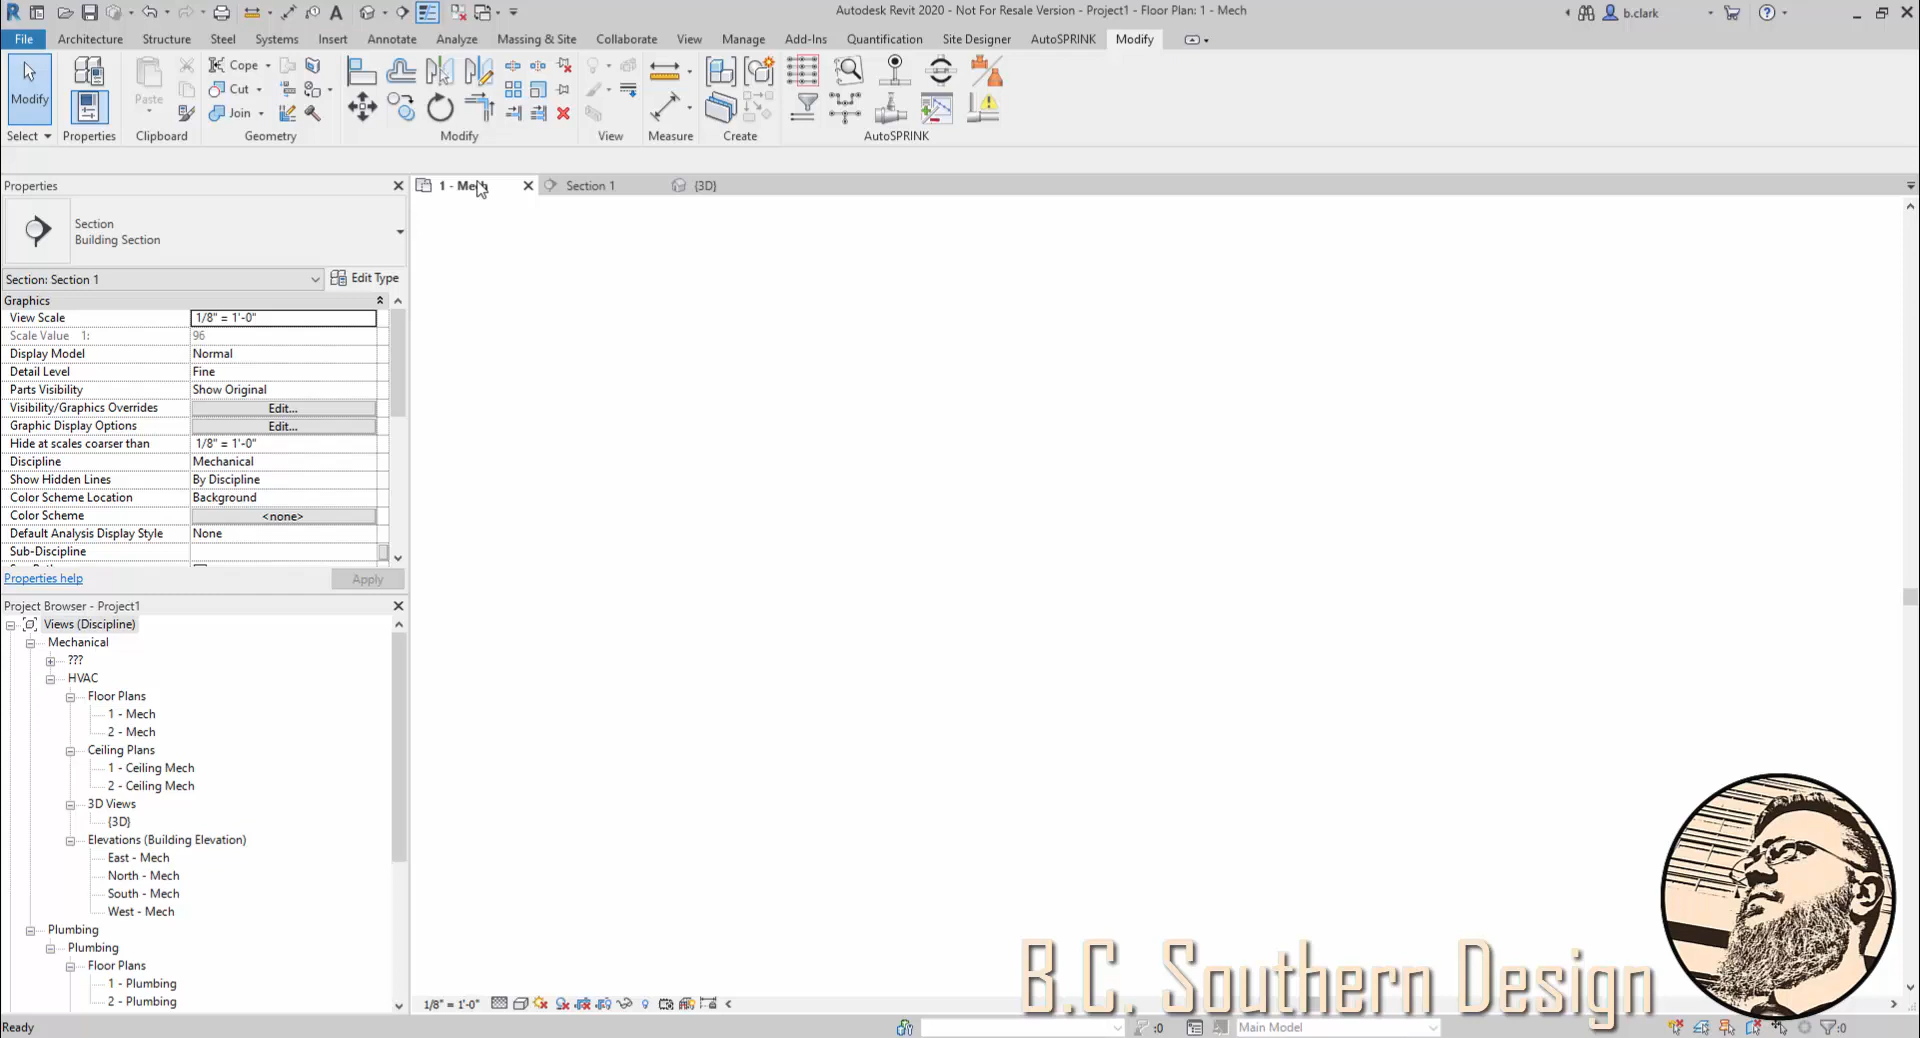 Autodesk Revit 2020 - Not For Resale Version - Project1 - Floor Plan: 1 - Mech
b.clark
File Architecture Structure Steel Systems Insert Annotate Analyze Massing & Site Collaborate View Manage Add-Ins Quantification Site Designer AutoSPRINK Modify
Modify
Paste
Cope
Cut
Join
Select Properties Clipboard Geometry Modify View Measure Create AutoSPRINK
Properties
1 - Mech
Section 1
{3D}
Section
Building Section
Section: Section 1
Edit Type
Graphics
View Scale 1/8" = 1'-0"
Scale Value 1: 96
Display Model Normal
Detail Level Fine
Parts Visibility Show Original
Visibility/Graphics Overrides Edit...
Graphic Display Options Edit...
Hide at scales coarser than 1/8" = 1'-0"
Discipline Mechanical
Show Hidden Lines By Discipline
Color Scheme Location Background
Color Scheme <none>
Default Analysis Display Style None
Sub-Discipline
Properties help
Apply
Project Browser - Project1
Views (Discipline)
Mechanical
???
HVAC
Floor Plans
1 - Mech
2 - Mech
Ceiling Plans
1 - Ceiling Mech
2 - Ceiling Mech
3D Views
{3D}
Elevations (Building Elevation)
East - Mech
North - Mech
South - Mech
West - Mech
Plumbing
Plumbing
Floor Plans
1 - Plumbing
2 - Plumbing
B.C. Southern Design
1/8" = 1'-0"
Ready
:0
Main Model
:0